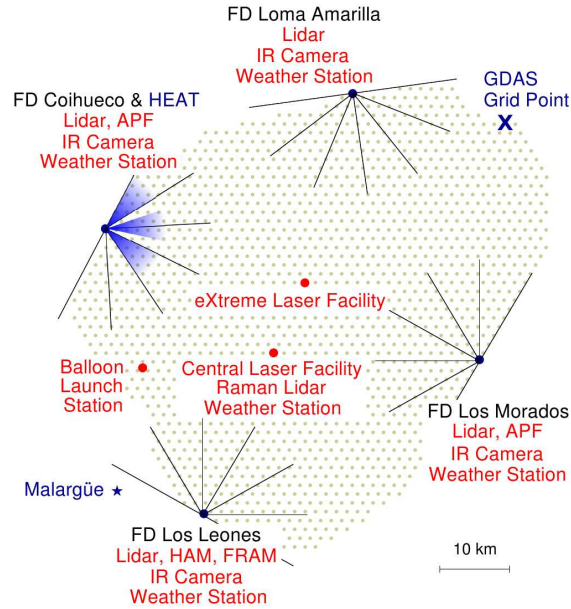 FD Loma Amarilla
Lidar
IR Camera
Weather Station
GDAS
Grid Point
X
FD Coihueco & HEAT
Lidar, APF
IR Camera
Weather Station
eXtreme Laser Facility
Balloon
Launch
Station
Central Laser Facility
Raman Lidar
Weather Station
FD Los Morados
Lidar, APF
IR Camera
Weather Station
Malargüe
FD Los Leones
Lidar, HAM, FRAM
IR Camera
Weather Station
10 km